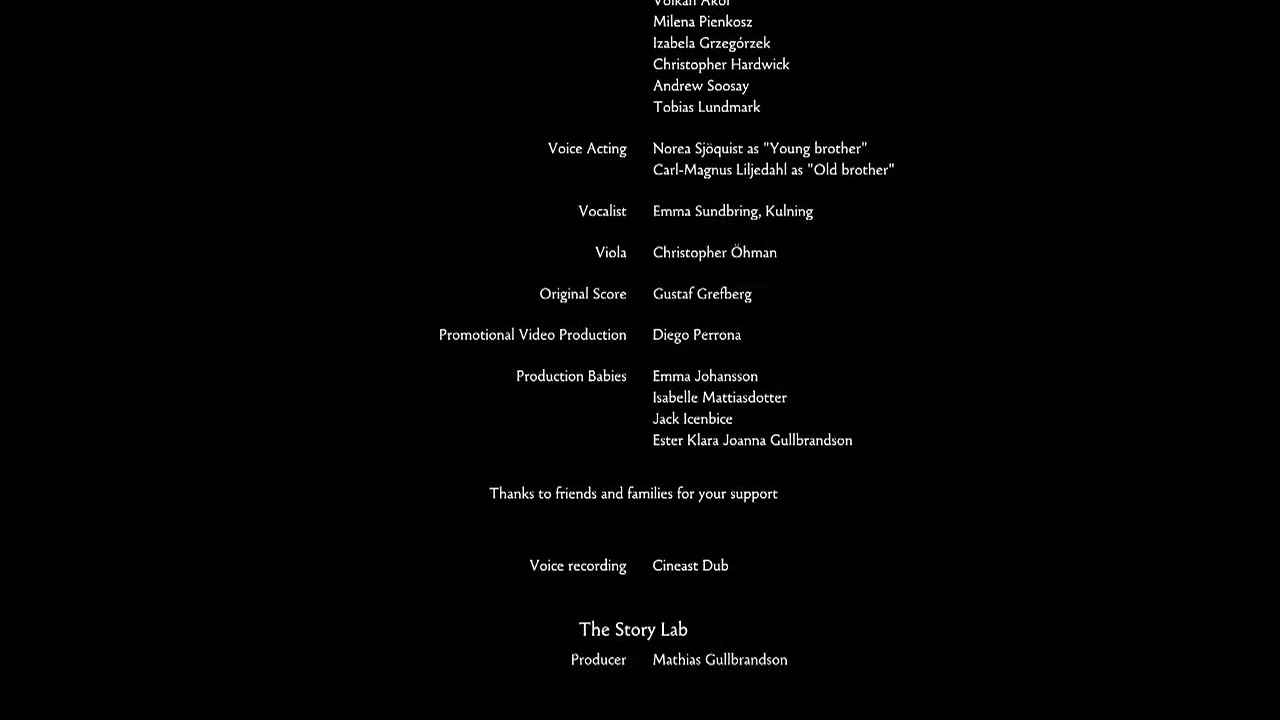 Milena Pienkosz
Izabela Grzegórzek
Christopher Hardwick
Andrew Soosay
Tobias Lundmark
Voice Acting Norea Sjöquist as "Young brother"
Carl-Magnus Liljedahl as "Old brother"
Vocalist Emma Sundbring, Kulning
Viola Christopher Öhman
Original Score Gustaf Grefberg
Promotional Video Production Diego Perrona
Production Babies Emma Johansson
Isabelle Mattiasdotter
Jack Icenbice
Ester Klara Joanna Gullbrandson
Thanks to friends and families for your support
Voice recording Cineast Dub
The Story Lab
Producer Mathias Gullbrandson